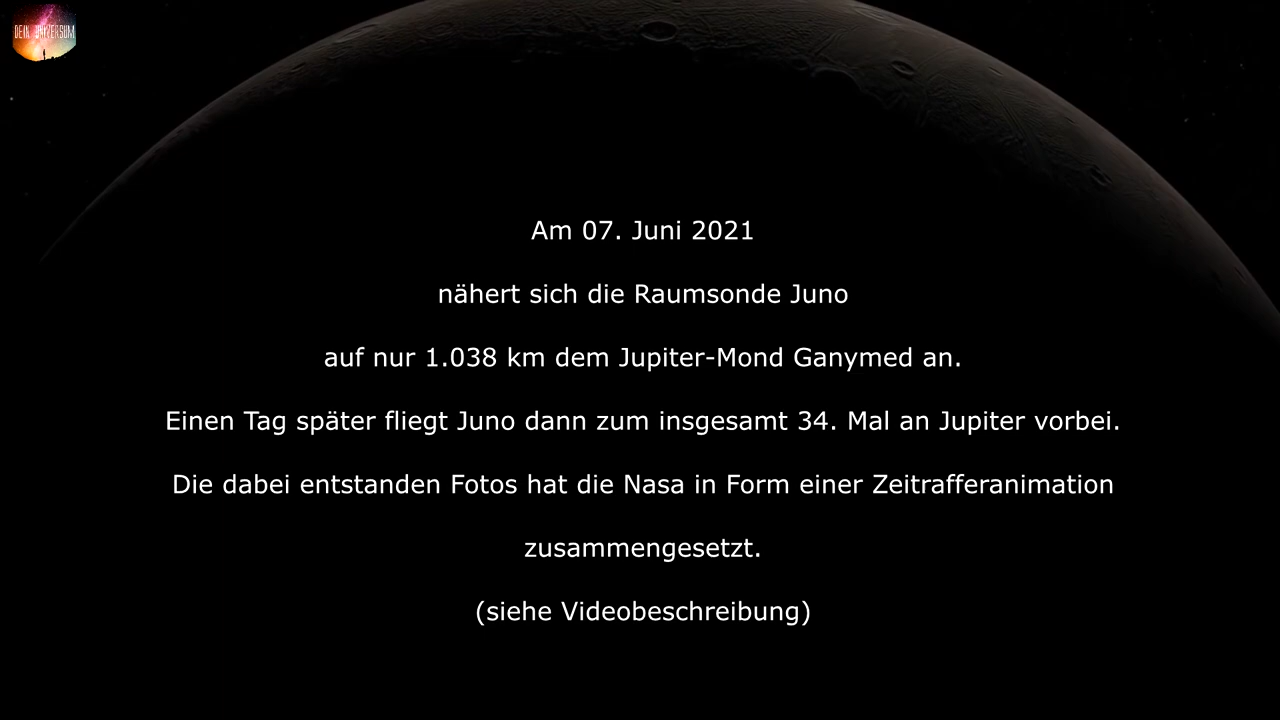 DEIN UNIVERSUM
Am 07. Juni 2021
nähert sich die Raumsonde Juno
auf nur 1.038 km dem Jupiter-Mond Ganymed an.
Einen Tag später fliegt Juno dann zum insgesamt 34. Mal an Jupiter vorbei.
Die dabei entstanden Fotos hat die Nasa in Form einer Zeitrafferanimation
zusammengesetzt.
(siehe Videobeschreibung)